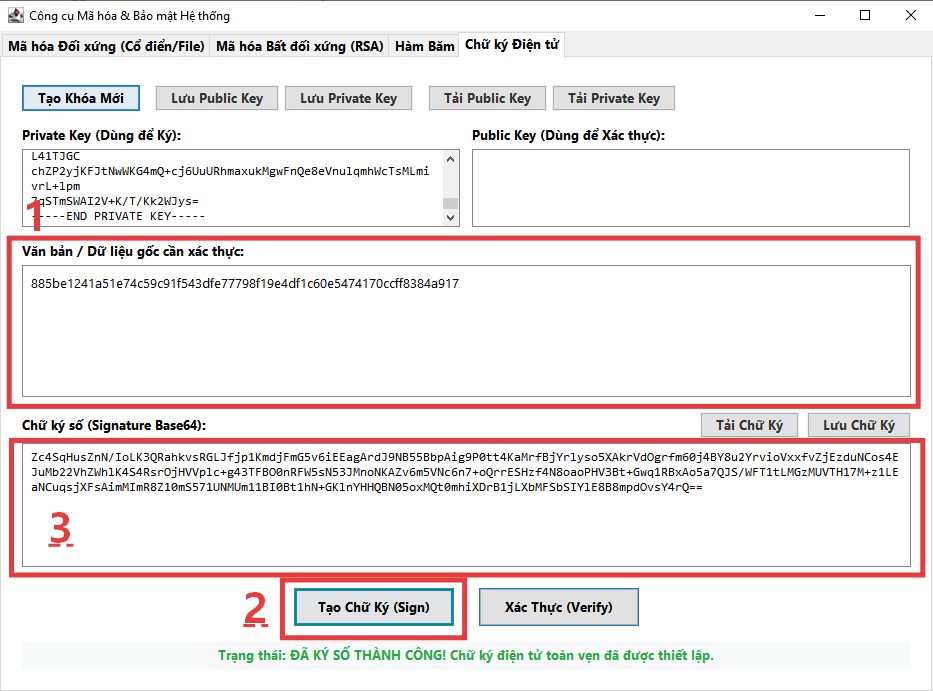 Công cụ Mã hóa & Bảo mật Hệ thống
Mã hóa Đối xứng (Cổ điển/File) Mã hóa Bất đối xứng (RSA) Hàm Băm Chữ ký Điện tử
Tạo Khóa Mới Lưu Public Key Lưu Private Key Tải Public Key Tải Private Key
Private Key (Dùng để Ký): Public Key (Dùng để Xác thực):
L41TJGC
chZP2yjKFJtNwWKG4mQ+cj6UuURhmaxukMgwFnQe8eVnulqmhWcTsMLmi
vrL+lpm
7qSTmSWAI2V+K/T/Kk2WJys=
-----END PRIVATE KEY-----
1
Văn bản / Dữ liệu gốc cần xác thực:
885be1241a51e74c59c91f543dfe77798f19e4df1c60e5474170ccff8384a917
Chữ ký số (Signature Base64): Tải Chữ Ký Lưu Chữ Ký
Zc4SqHusZnN/IoLK3QRahkvsRGLJfjp1KmdjFmG5v6iEEagArdJ9NB55BbpAig9P0tt4KaMrfBjYrlyso5XAkrVdOgrfm60j4BY8u2YrvioVxxfvZjEzduNCos4E
JuMb22VhZWhlK4S4RsrOjHVVplc+g43TFBO0nRFW5sN53JMnoNKAZv6m5VNc6n7+oQrrESHzf4N8oaoPHV3Bt+Gwq1RBxAo5a7QJS/WFT1tLMGzMUVTH17M+z1LE
aNCuqsjXFsAimMImR8Z10mS571UNMUm11BI0Bt1hN+GKlnYHHQBN05oxMQt0mhiXDrB1jLXbMFSbSIYlE8B8mpdOvsY4rQ==
3
2
Tạo Chữ Ký (Sign) Xác Thực (Verify)
Trạng thái: ĐÃ KÝ SỐ THÀNH CÔNG! Chữ ký điện tử toàn vẹn đã được thiết lập.